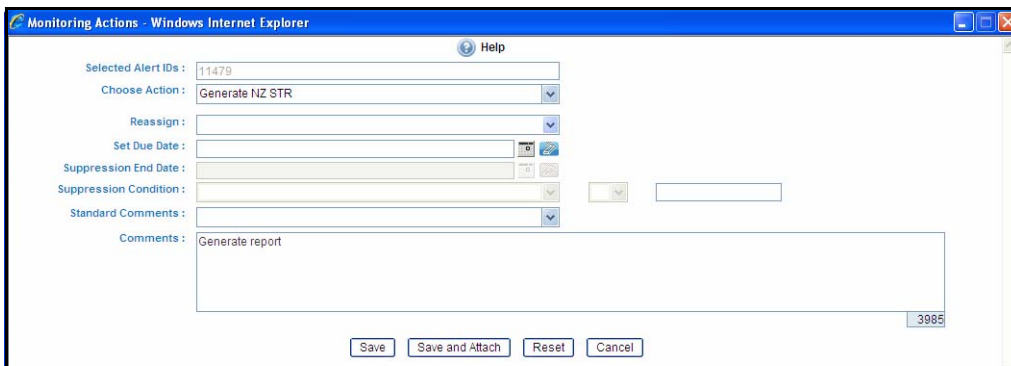 Monitoring Actions - Windows Internet Explorer
Help
Selected Alert IDs : 11479
Choose Action : Generate NZ STR
Reassign :
Set Due Date :
Suppression End Date :
Suppression Condition :
Standard Comments :
Comments : Generate report
3985
Save Save and Attach Reset Cancel